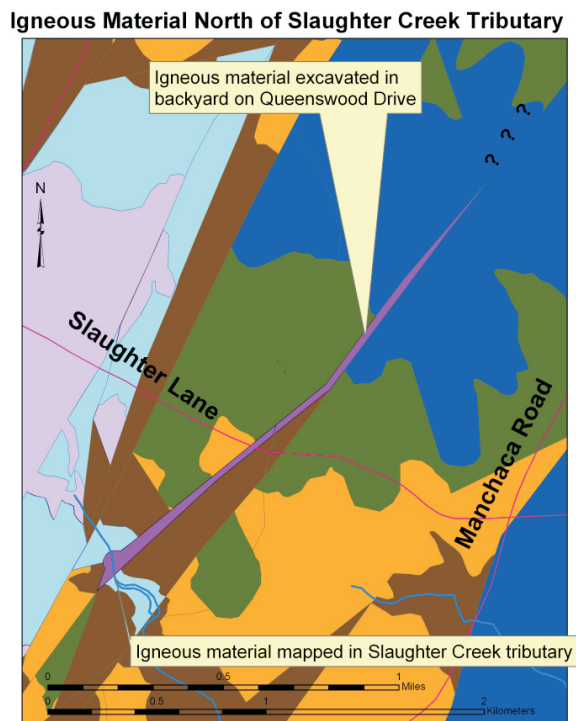 Igneous Material North of Slaughter Creek Tributary
Igneous material excavated in
backyard on Queenswood Drive
? ? ?
N
Slaughter Lane
Manchaca Road
Igneous material mapped in Slaughter Creek tributary
0 0.5 1
Miles
0 0.5 1 2
Kilometers